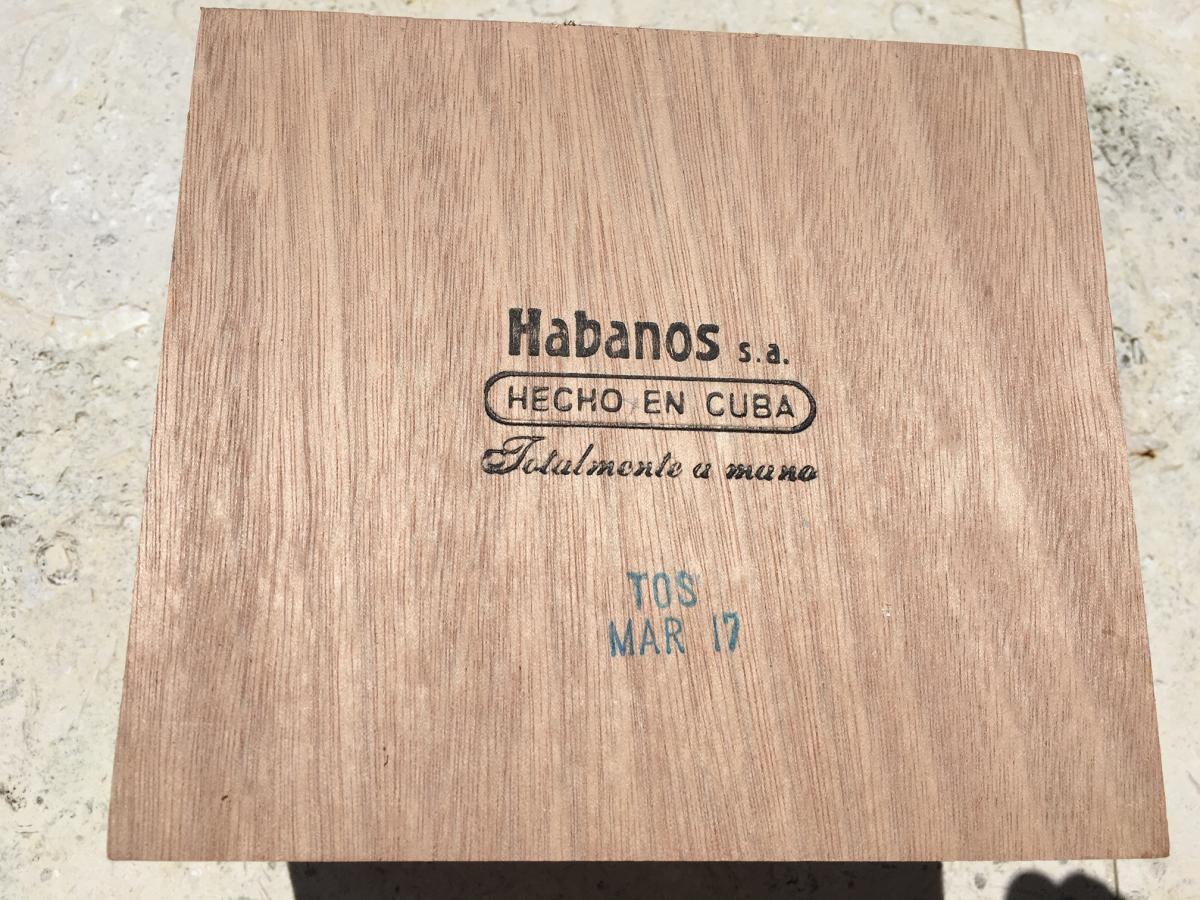 Habanos s.a.
HECHO EN CUBA
Totalmente a mano
TOS
MAR 17